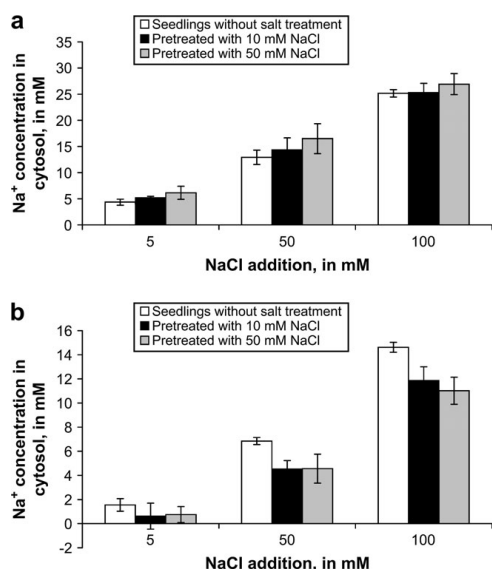 a
Seedlings without salt treatment
Pretreated with 10 mM NaCl
Pretreated with 50 mM NaCl
Na⁺ concentration in
cytosol, in mM
35
30
25
20
15
10
5
0
5 50 100
NaCl addition, in mM
b
Seedlings without salt treatment
Pretreated with 10 mM NaCl
Pretreated with 50 mM NaCl
Na⁺ concentration in
cytosol, in mM
16
14
12
10
8
6
4
2
0
-2
5 50 100
NaCl addition, in mM